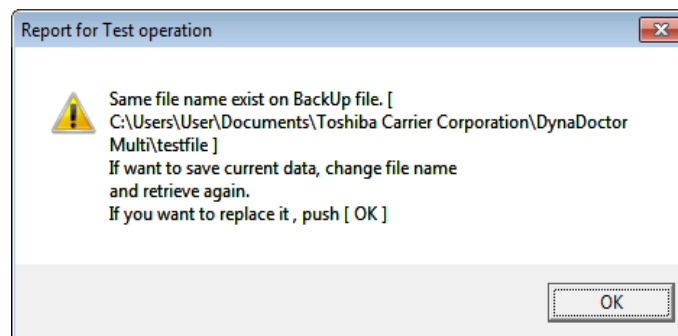 Report for Test operation
Same file name exist on BackUp file. [
C:\Users\User\Documents\Toshiba Carrier Corporation\DynaDoctor
Multi\testfile ]
If want to save current data, change file name
and retrieve again.
If you want to replace it , push [ OK ]
OK